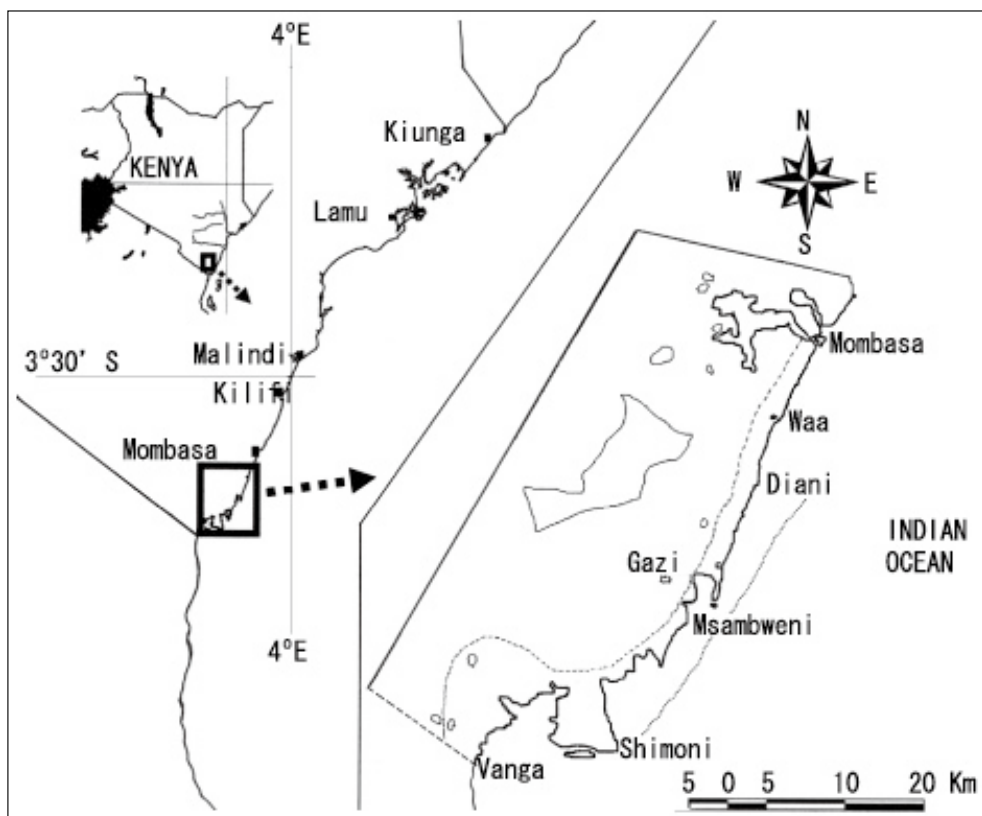 4°E
Kiunga
N
KENYA
W
E
Lamu
S
Malindi
3°30' S
Kilifi
Mombasa
Mombasa
Waa
Diani
INDIAN
OCEAN
Gazi
Msambweni
4°E
Shimoni
Vanga
5 0 5 10 20 Km